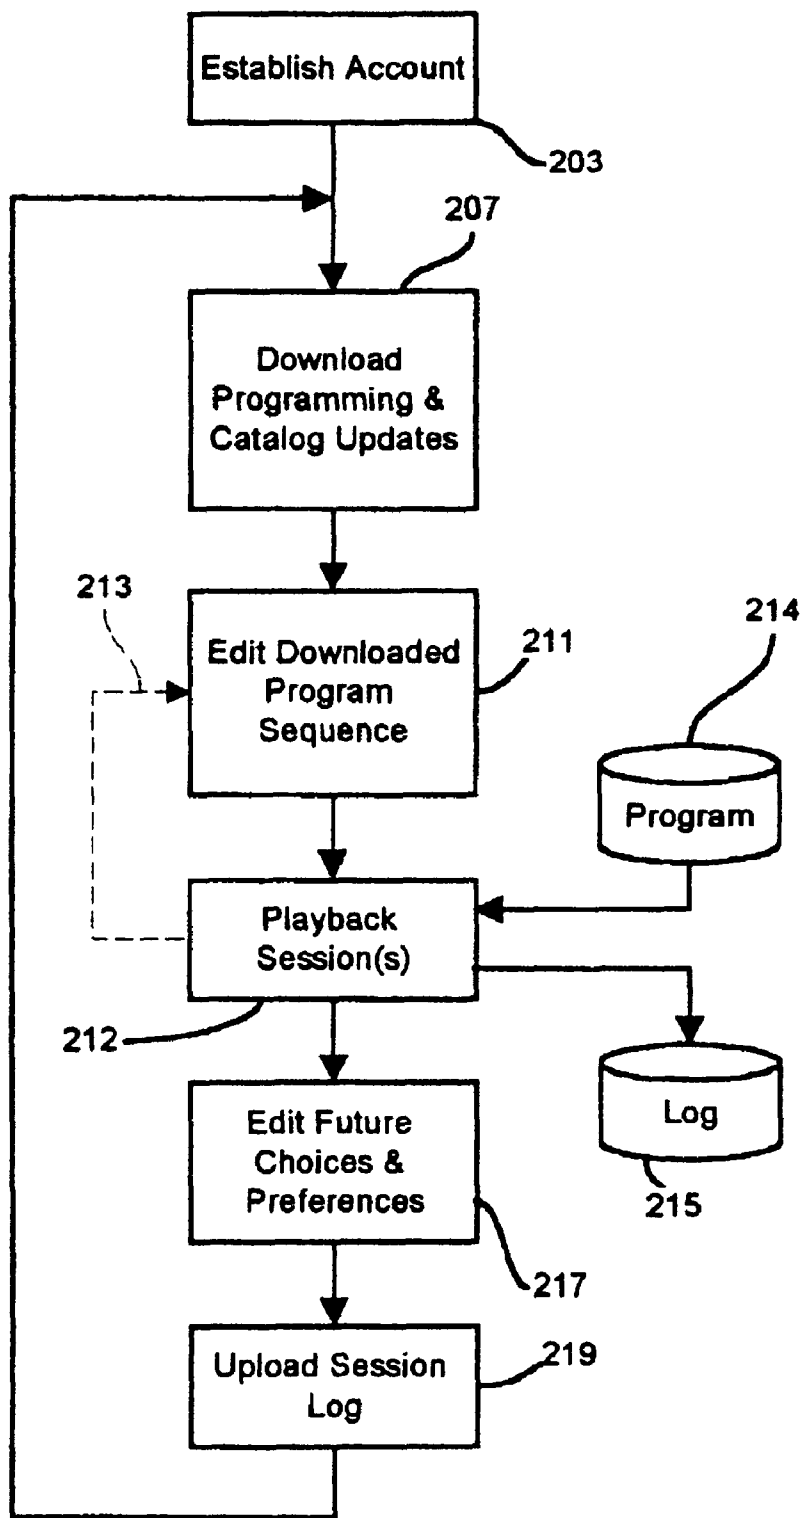 Establish Account
203
207
Download
Programming &
Catalog Updates
213
Edit Downloaded
Program
Sequence
211
214
Program
Playback
Session(s)
212
Log
215
Edit Future
Choices &
Preferences
217
Upload Session
Log
219